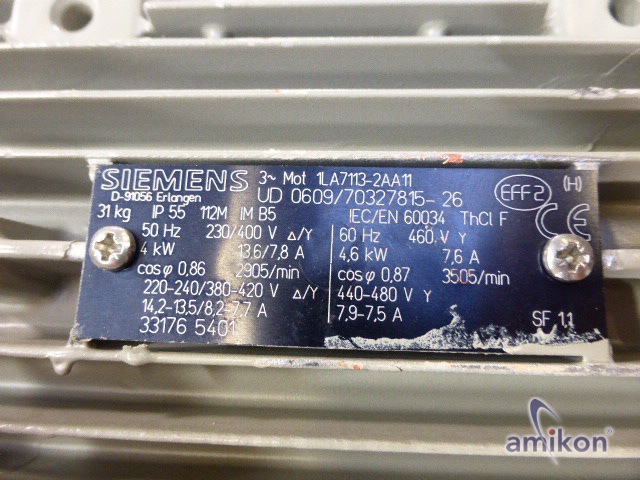 SIEMENS 3~ Mot 1LA7113-2AA11
D-91056 Erlangen UD 0609/70327815-26
EFF2 (H)
31 kg IP 55 112M IM B5 IEC/EN 60034 ThCl F CE
50 Hz 230/400 V Δ/Y 60 Hz 460 V Y
4 kW 13,6/7,8 A 4,6 kW 7,6 A
cos φ 0,86 2905/min cos φ 0,87 3505/min
220-240/380-420 V Δ/Y 440-480 V Y
14,2-13,5/8,2-7,7 A 7,9-7,5 A
33176 5401 SF 1.1
amikon